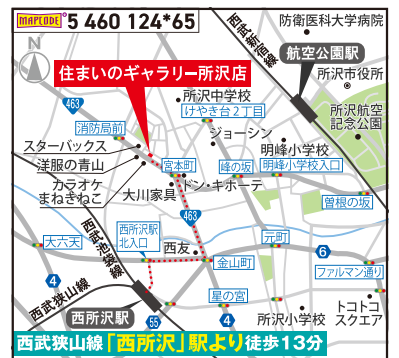 MAPCODE 5 460 124*65
防衛医科大学病院
N
西武新宿線
航空公園駅
住まいのギャラリー所沢店
所沢市役所
463
所沢中学校
けやき台2丁目
所沢航空
記念公園
消防局前
スターバックス
ジョーシン
洋服の青山
宮本町
峰の坂
明峰小学校
明峰小学校入口
カラオケ
まねきねこ
ドン・キホーテ
大川家具
曽根の坂
463
西武池袋線
西所沢駅
北入口
大六天
西友
元町
6
金山町
ファルマン通り
4
西武狭山線
星の宮
西所沢駅
55
4
所沢小学校
トコトコ
スクエア
西武狭山線「西所沢」駅より徒歩13分